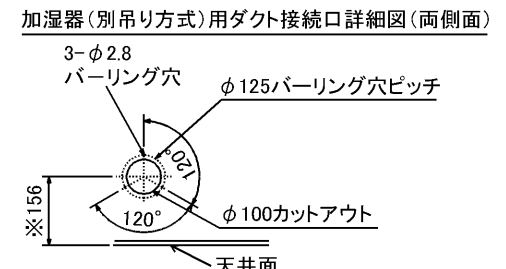 加湿器(別吊り方式)用ダクト接続口詳細図(両側面)
3-φ2.8
バーリング穴
φ125バーリング穴ピッチ
120°
120°
φ100カットアウト
※156
天井面